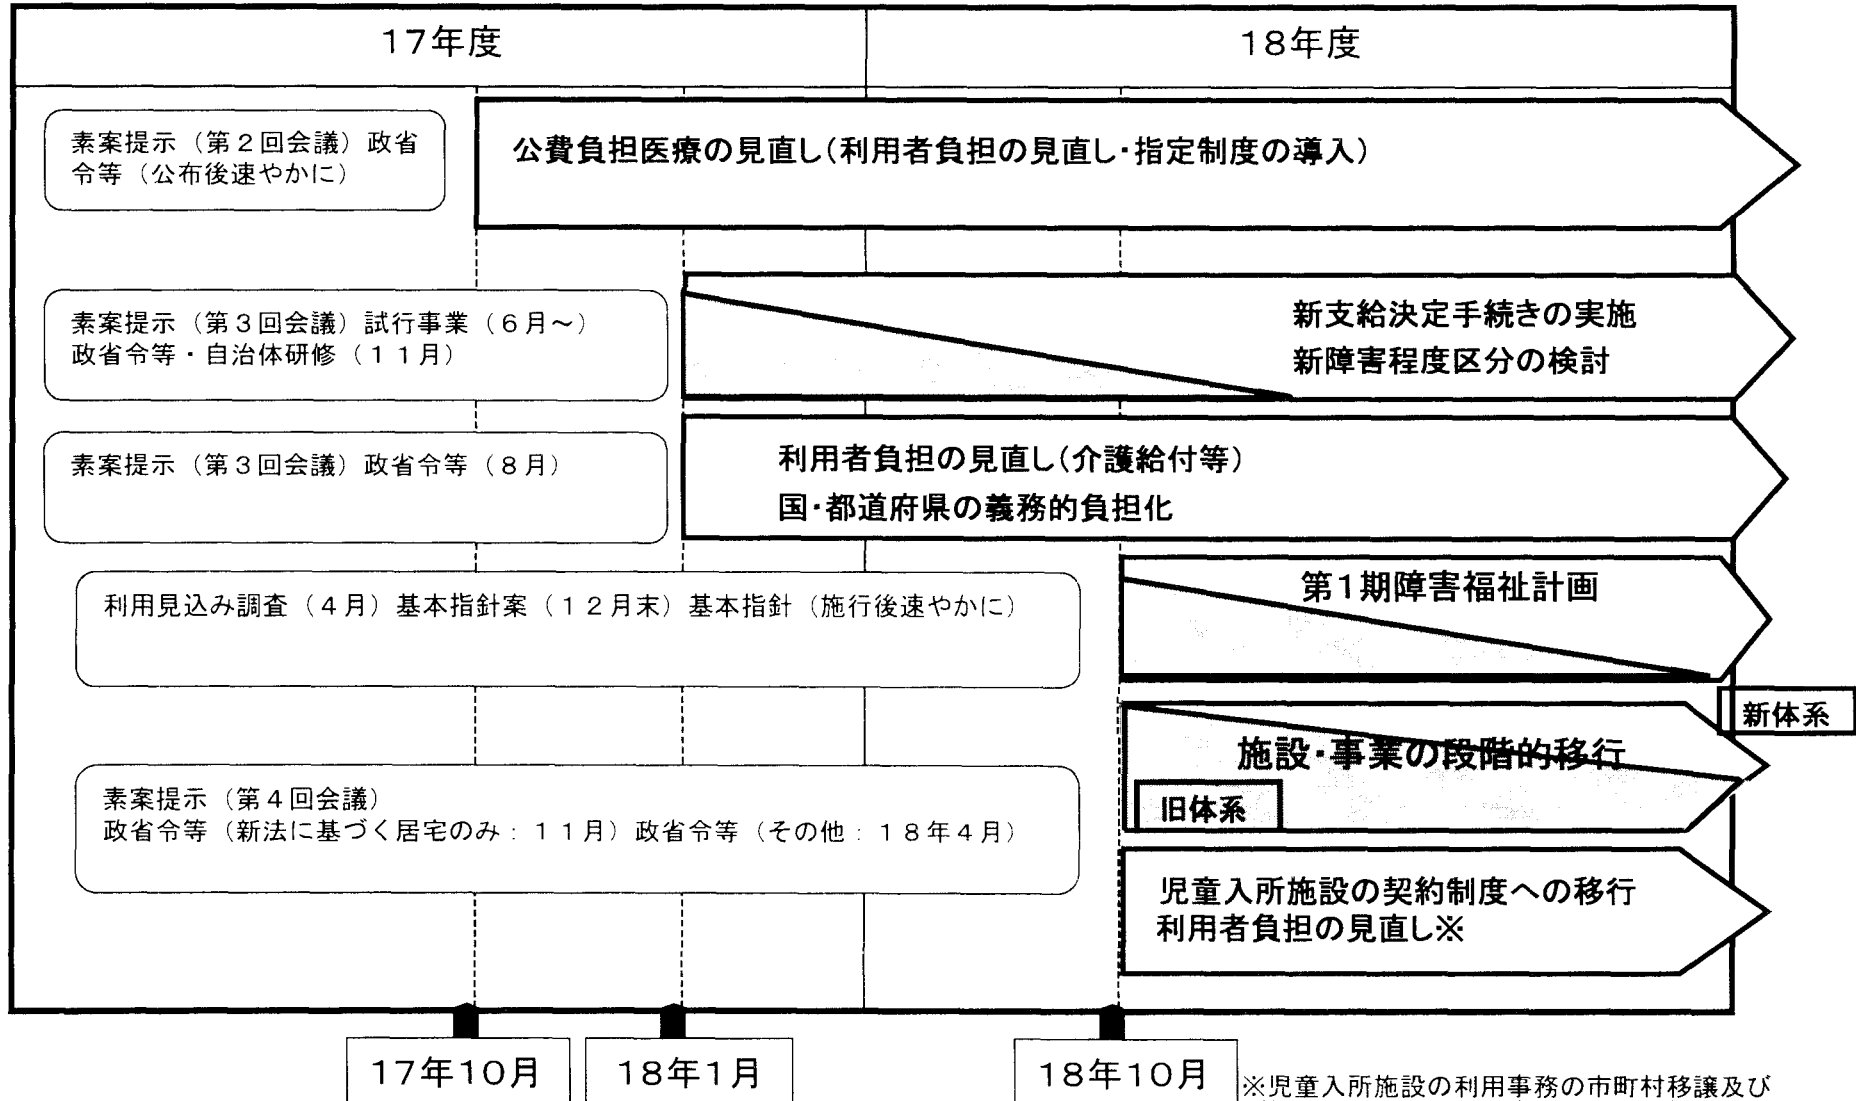 17年度
18年度
素案提示（第２回会議）政省
令等（公布後速やかに）
公費負担医療の見直し（利用者負担の見直し・指定制度の導入）
素案提示（第３回会議）試行事業（６月～）
政省令等・自治体研修（１１月）
新支給決定手続きの実施
新障害程度区分の検討
素案提示（第３回会議）政省令等（８月）
利用者負担の見直し（介護給付等）
国・都道府県の義務的負担化
利用見込み調査（４月）基本指針案（１２月末）基本指針（施行後速やかに）
第１期障害福祉計画
新体系
施設・事業の段階的移行
旧体系
素案提示（第４回会議）
政省令等（新法に基づく居宅のみ：１１月）政省令等（その他：１８年４月）
児童入所施設の契約制度への移行
利用者負担の見直し※
17年10月
18年1月
18年10月
※児童入所施設の利用事務の市町村移譲及び